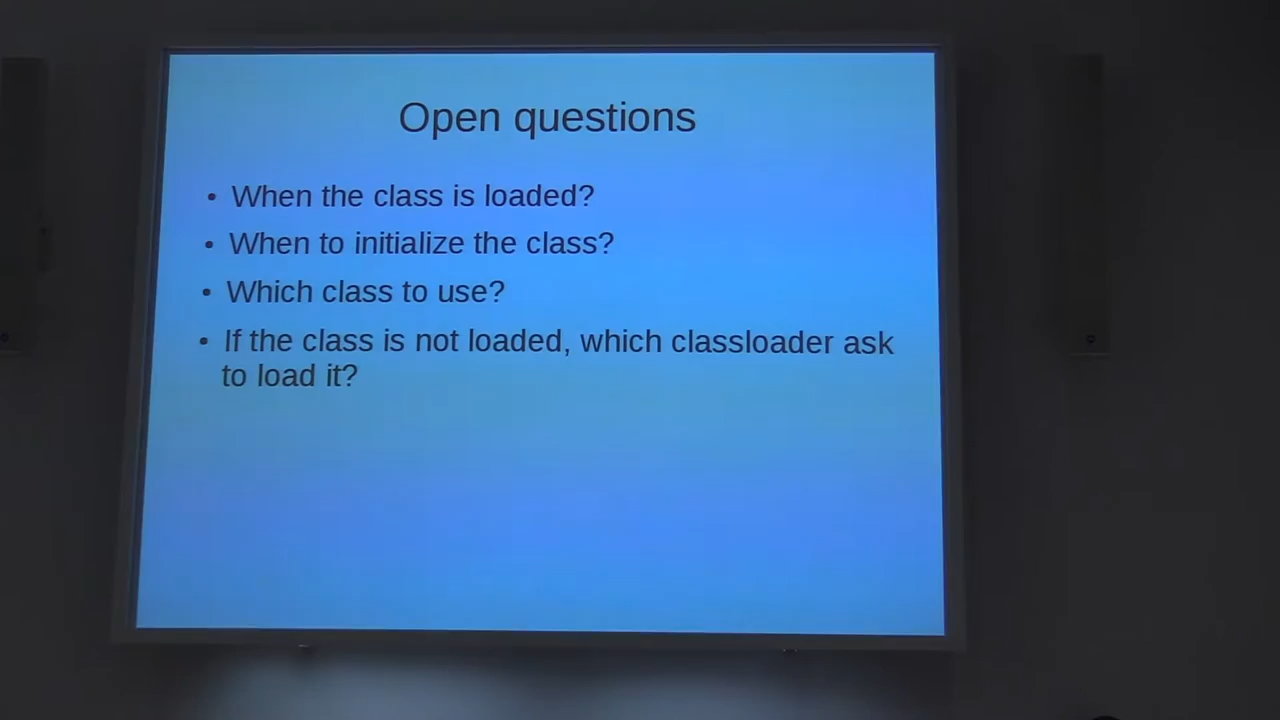 Open questions
• When the class is loaded?
• When to initialize the class?
• Which class to use?
• If the class is not loaded, which classloader ask
to load it?